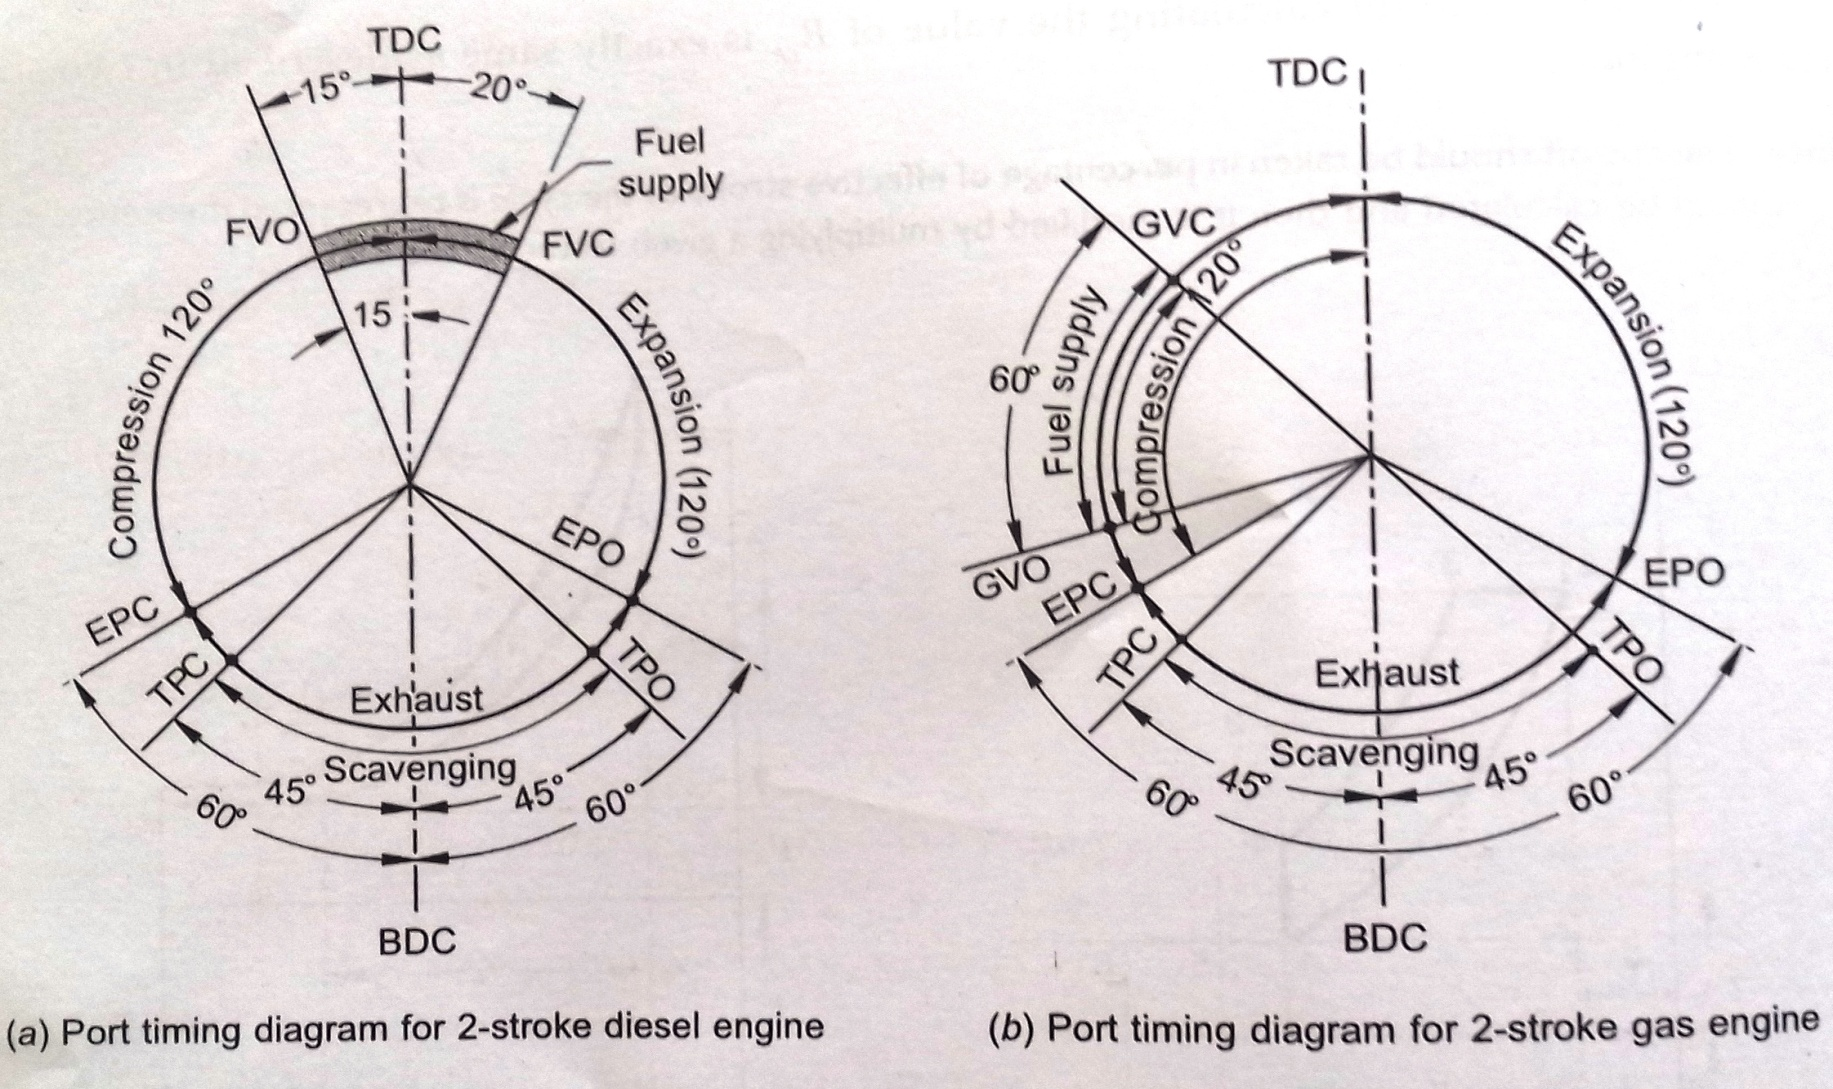 TDC
15°
20°
Fuel
supply
FVO
FVC
15
Compression 120°
Expansion (120°)
EPO
EPC
TPC
TPO
Exhaust
Scavenging
45°
45°
60°
60°
BDC
(a) Port timing diagram for 2-stroke diesel engine
TDC
GVC
120°
Expansion (120°)
Fuel supply
60°
Compression
GVO
EPC
EPO
TPC
TPO
Exhaust
Scavenging
45°
45°
60°
60°
BDC
(b) Port timing diagram for 2-stroke gas engine